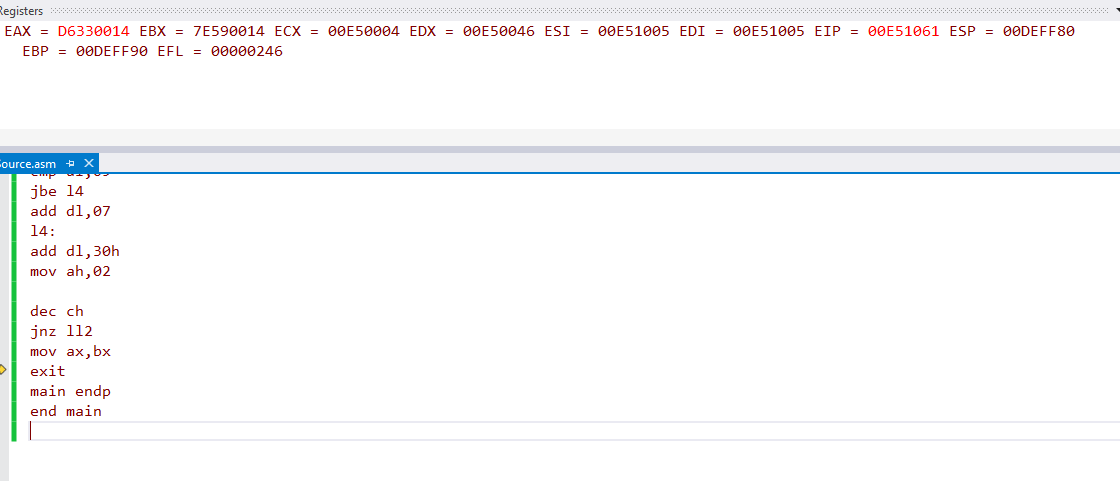 Registers
EAX = D6330014 EBX = 7E590014 ECX = 00E50004 EDX = 00E50046 ESI = 00E51005 EDI = 00E51005 EIP = 00E51061 ESP = 00DEFF80
EBP = 00DEFF90 EFL = 00000246
Source.asm
jbe l4
add dl,07
l4:
add dl,30h
mov ah,02
dec ch
jnz ll2
mov ax,bx
exit
main endp
end main